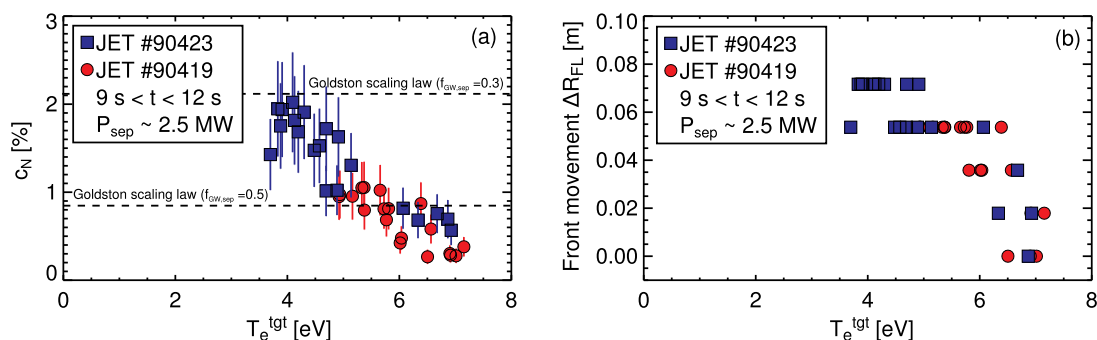 (a)
JET #90423
JET #90419
9 s < t < 12 s
P_sep ~ 2.5 MW
Goldston scaling law (f_GW,sep =0.3)
Goldston scaling law (f_GW,sep =0.5)
c_N [%]
3
2
1
0
0 2 4 6 8
T_e^tgt [eV]
(b)
JET #90423
JET #90419
9 s < t < 12 s
P_sep ~ 2.5 MW
Front movement ΔR_FL [m]
0.10
0.08
0.06
0.04
0.02
0.00
0 2 4 6 8
T_e^tgt [eV]